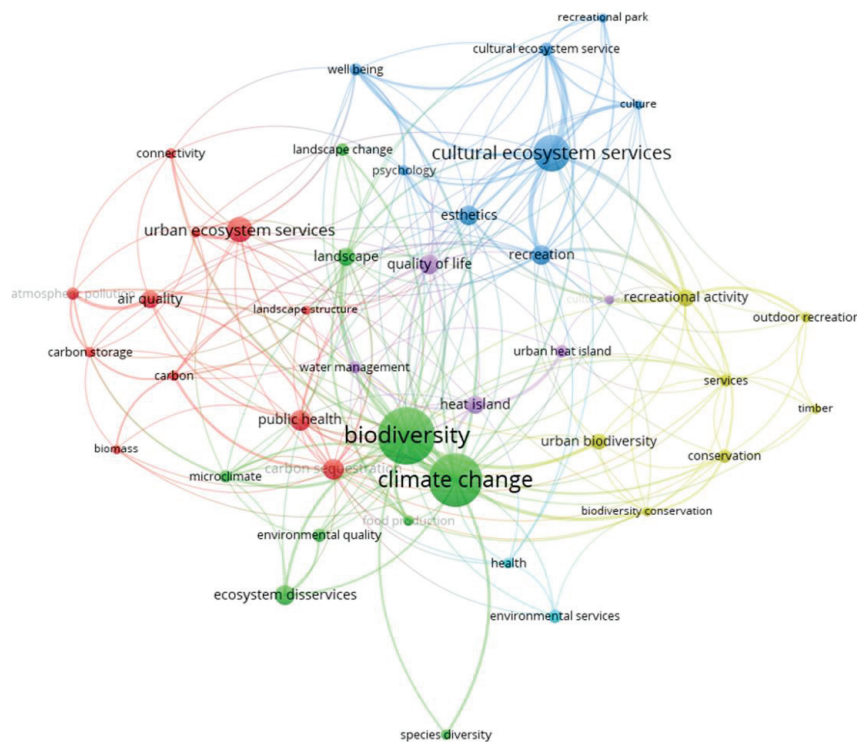 recreational park
cultural ecosystem service
well being
culture
connectivity
landscape change
cultural ecosystem services
psychology
esthetics
urban ecosystem services
recreation
landscape
quality of life
atmospheric pollution
air quality
recreational activity
landscape structure
outdoor recreation
carbon storage
urban heat island
water management
carbon
services
heat island
timber
public health
biodiversity
urban biodiversity
biomass
conservation
carbon sequestration
microclimate
climate change
biodiversity conservation
food production
environmental quality
health
ecosystem disservices
environmental services
species diversity